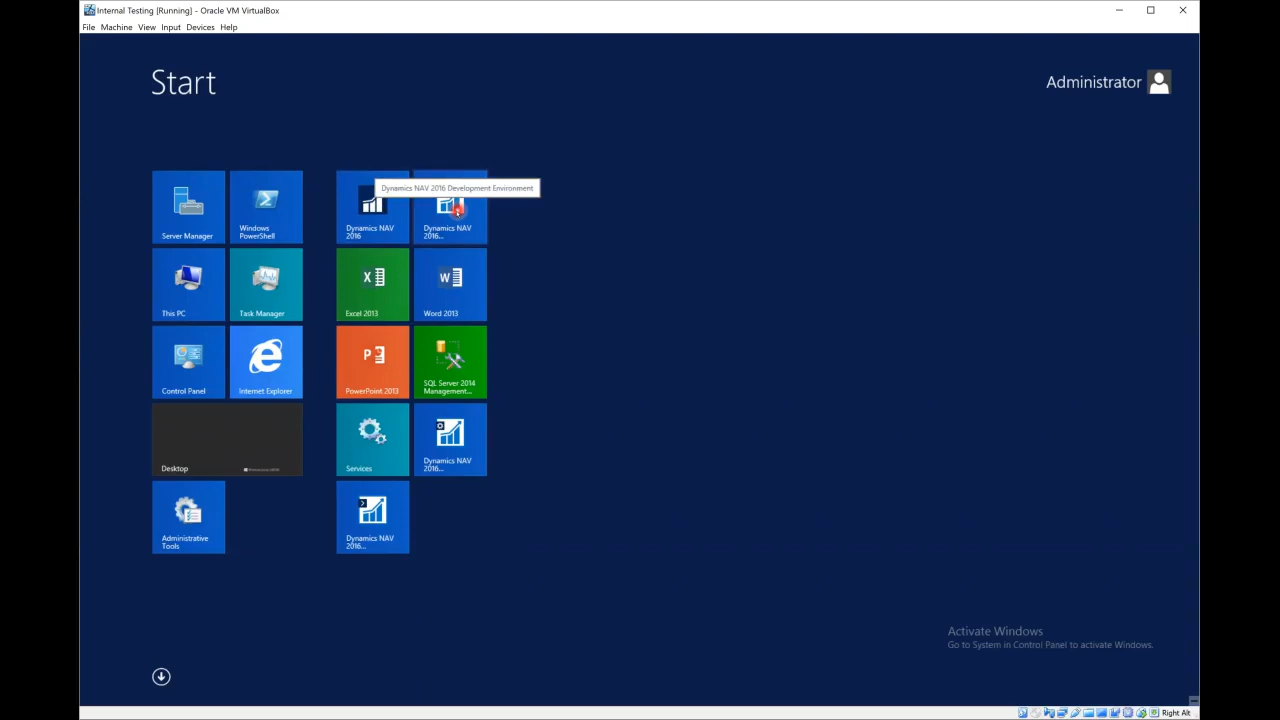 Internal Testing [Running] - Oracle VM VirtualBox
File Machine View Input Devices Help
Start
Administrator
Dynamics NAV 2016 Development Environment
Server Manager
Windows
PowerShell
Dynamics NAV
2016
Dynamics NAV
2016...
This PC
Task Manager
Excel 2013
Word 2013
Control Panel
Internet Explorer
PowerPoint 2013
SQL Server 2014
Management...
Desktop
Services
Dynamics NAV
2016...
Administrative
Tools
Dynamics NAV
2016...
Activate Windows
Go to System in Control Panel to activate Windows.
Right Alt